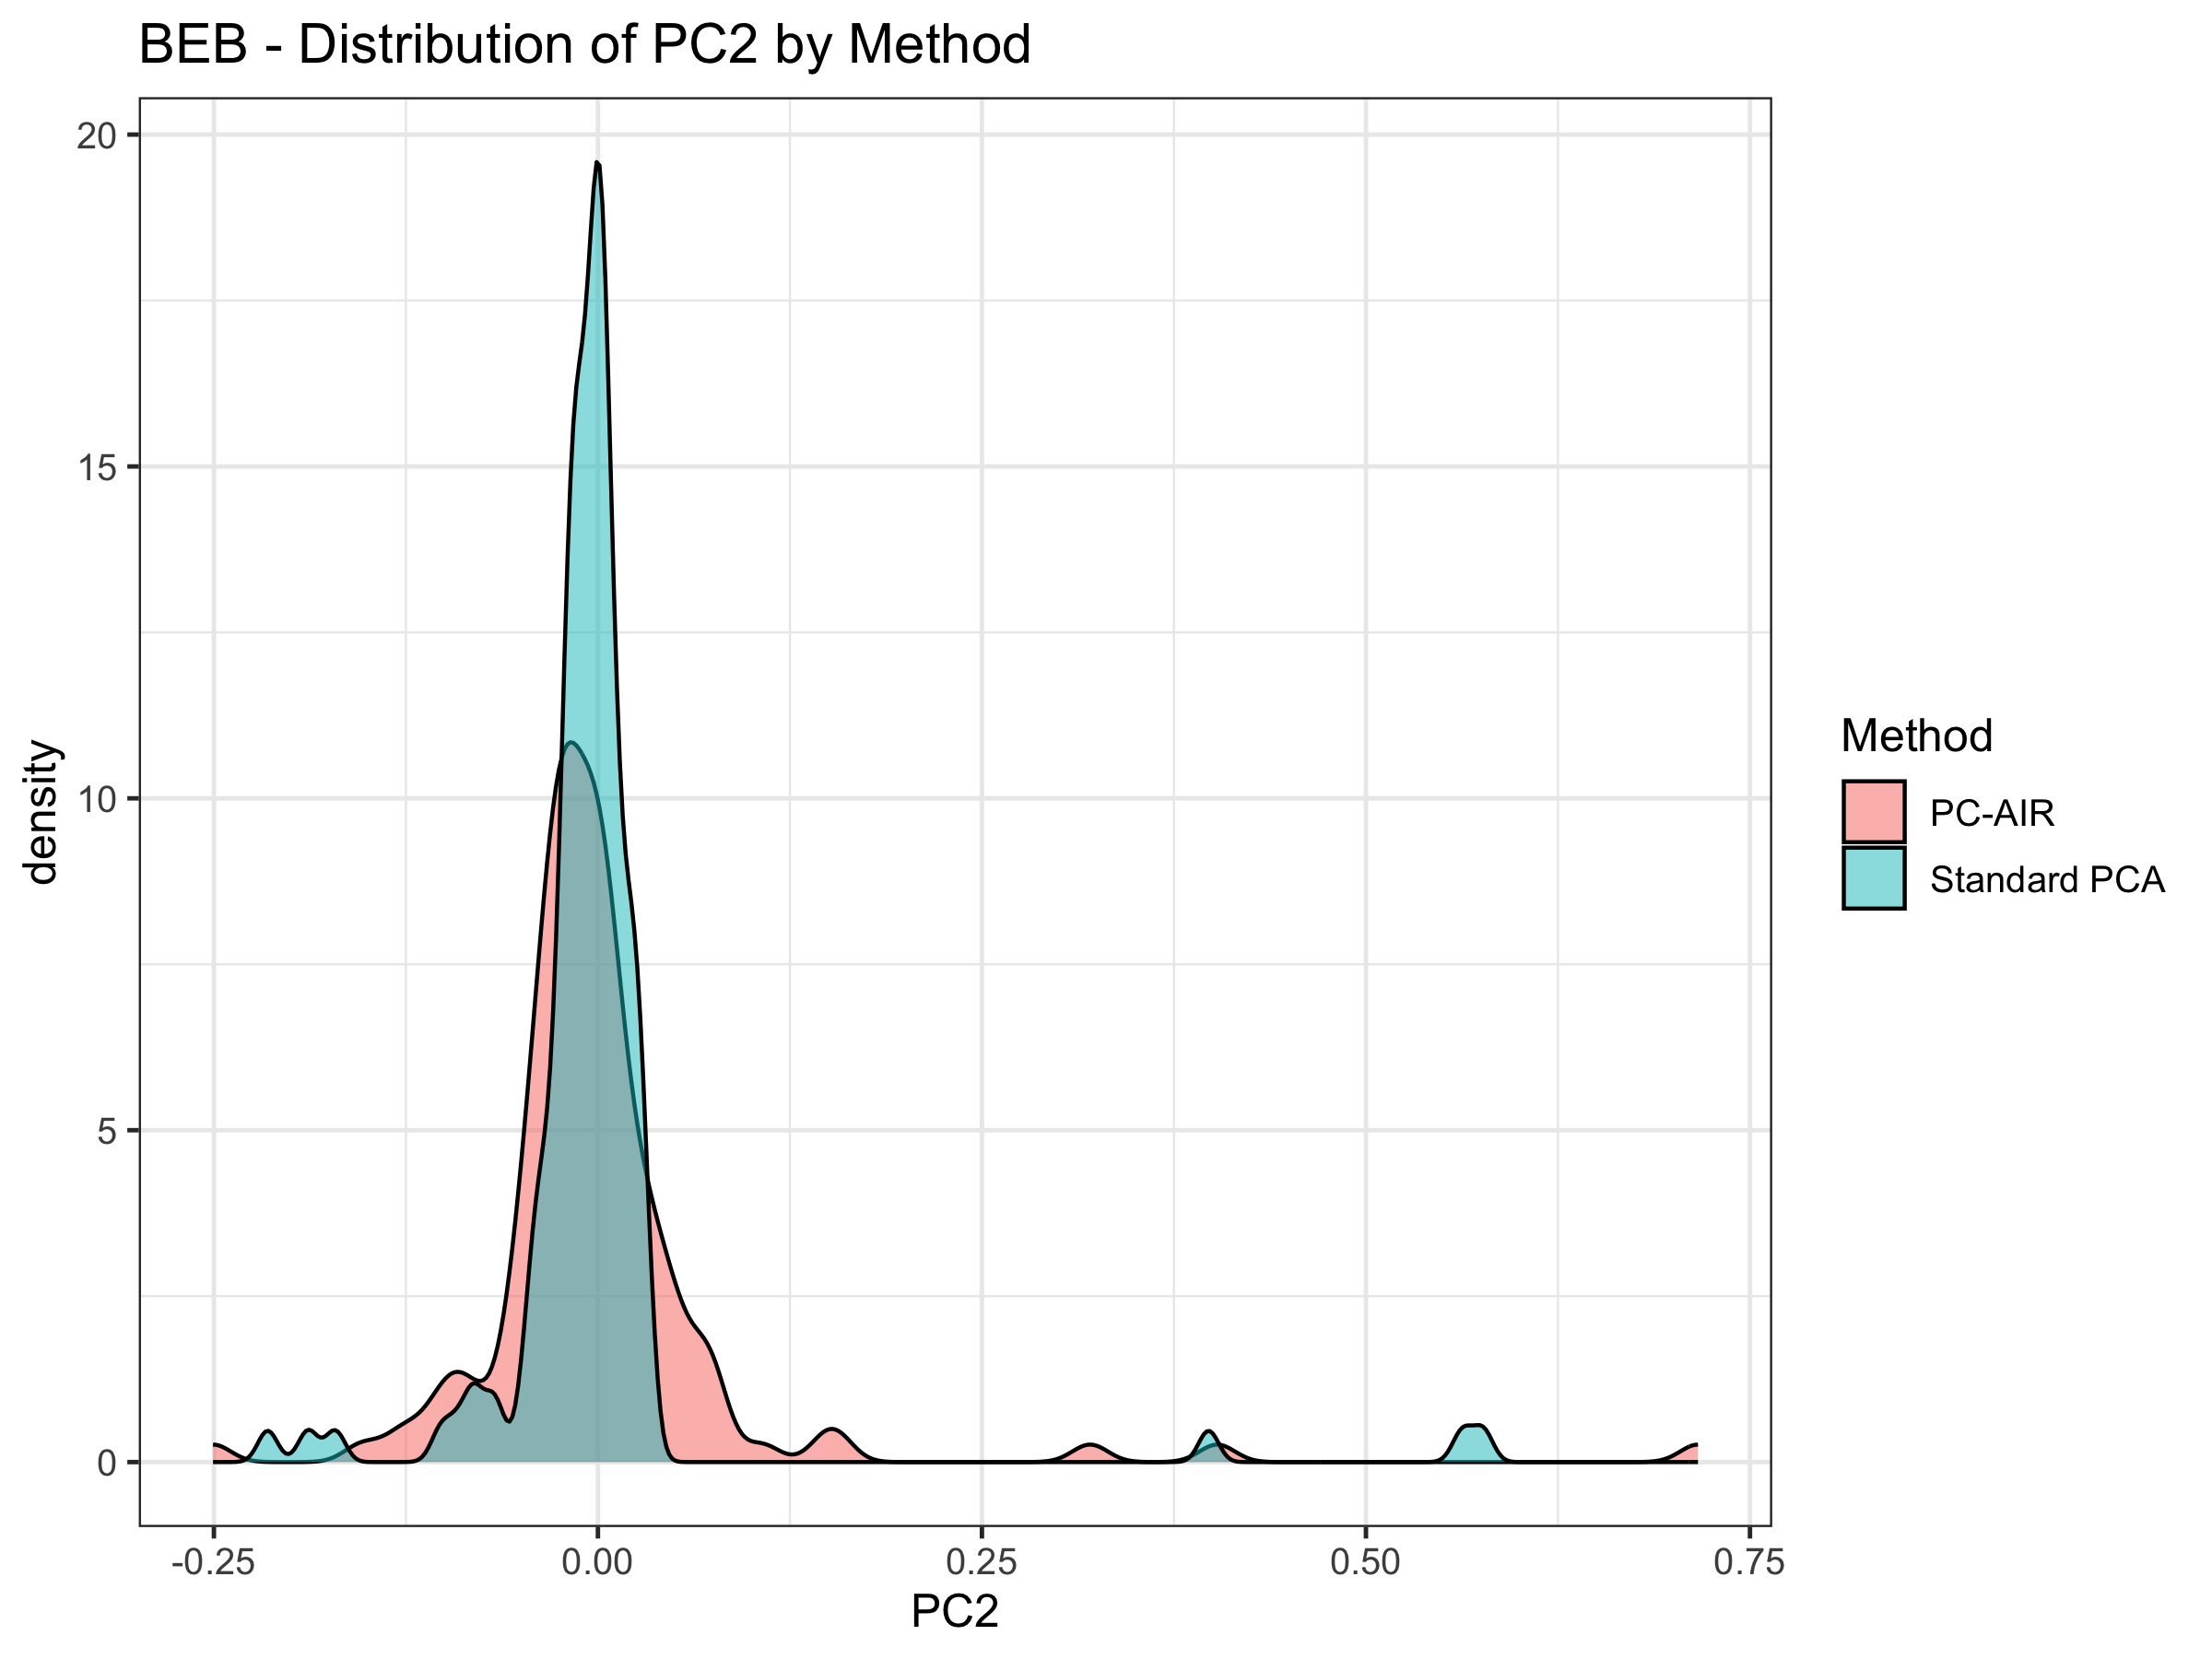 BEB - Distribution of PC2 by Method
20
15
10
5
0
density
-0.25 0.00 0.25 0.50 0.75
PC2
Method
PC-AIR
Standard PCA